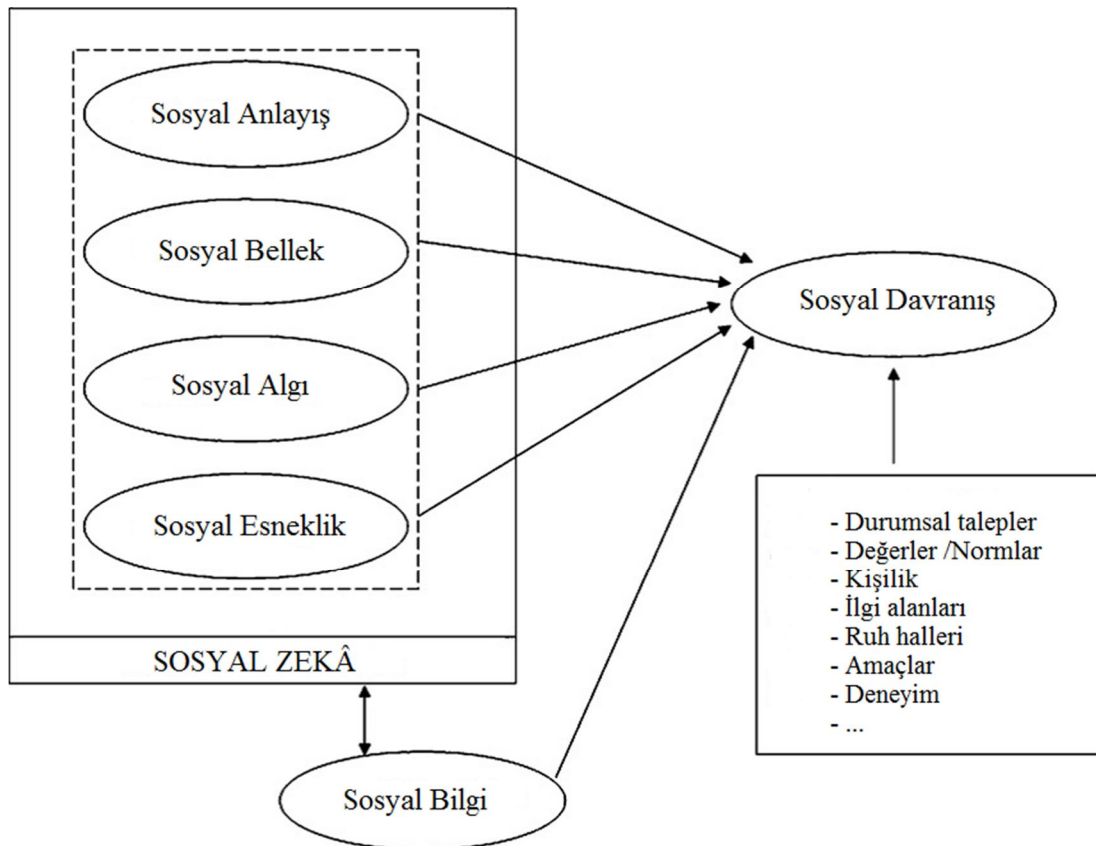 Sosyal Anlayış
Sosyal Bellek
Sosyal Algı
Sosyal Esneklik
SOSYAL ZEKÂ
Sosyal Bilgi
Sosyal Davranış
- Durumsal talepler
- Değerler /Normlar
- Kişilik
- İlgi alanları
- Ruh halleri
- Amaçlar
- Deneyim
- ...